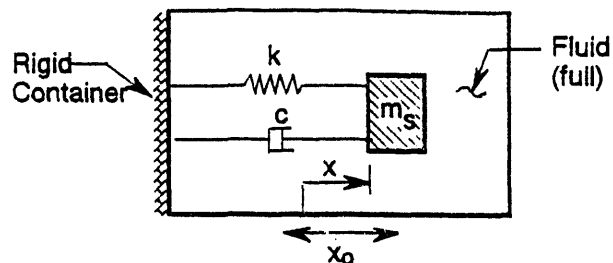 Rigid
Container
k
c
m_s
Fluid
(full)
x
x_o